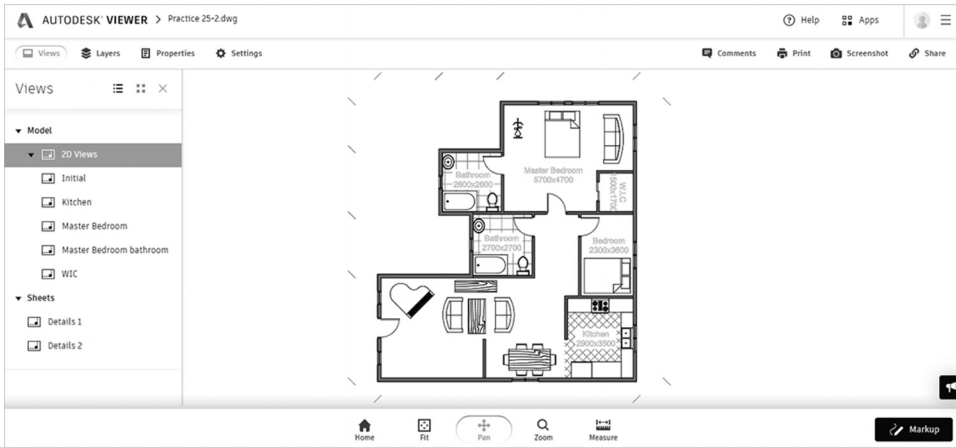 AUTODESK® VIEWER > Practice 25-2.dwg
Help
Apps
Views
Layers
Properties
Settings
Comments
Print
Screenshot
Share
Views
Model
2D Views
Initial
Kitchen
Master Bedroom
Master Bedroom bathroom
WIC
Sheets
Details 1
Details 2
Master Bedroom
5700x4700
Bathroom
2600x2600
W.I.C
1500x1700
Bathroom
2700x2700
Bedroom
2300x3600
Kitchen
2900x3500
Home
Fit
Pan
Zoom
Measure
Markup